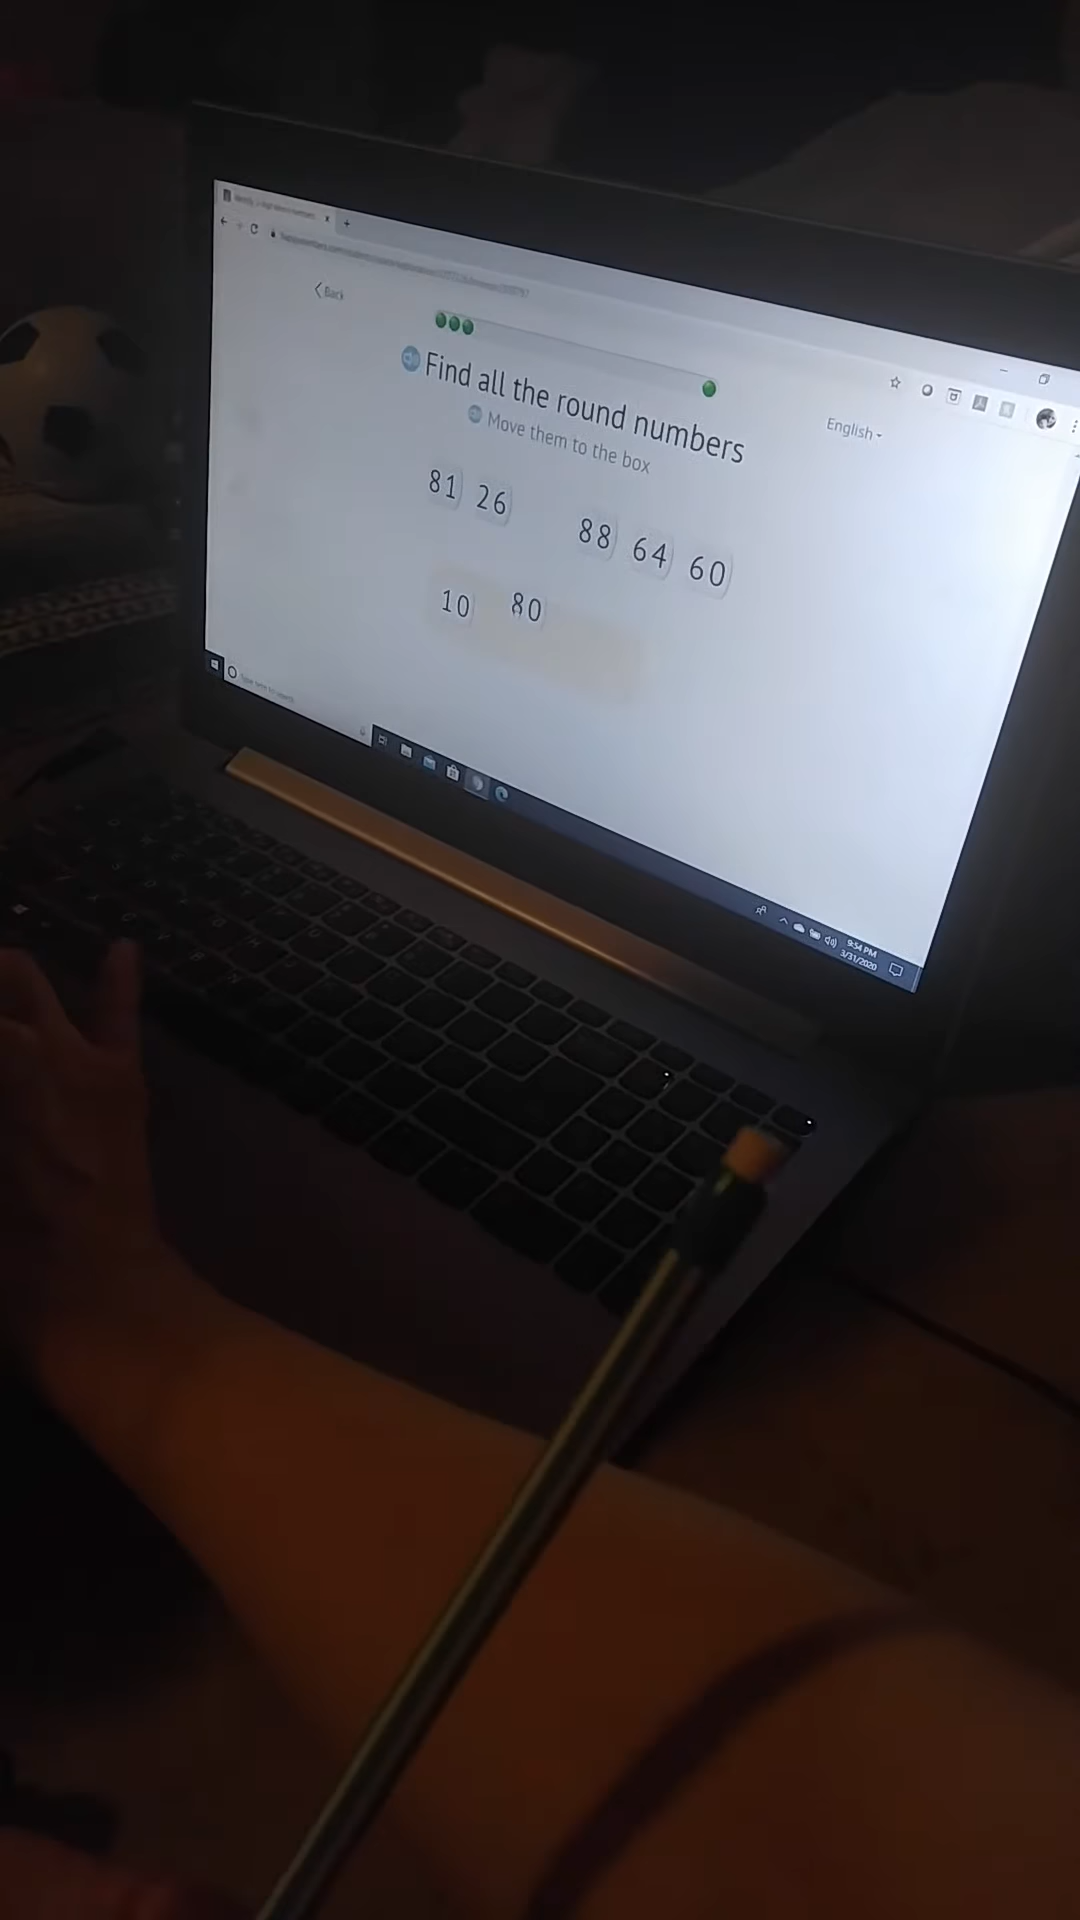 Back
Find all the round numbers
Move them to the box
English
81 26 88 64 60
10 80
9:54 PM
3/31/2020